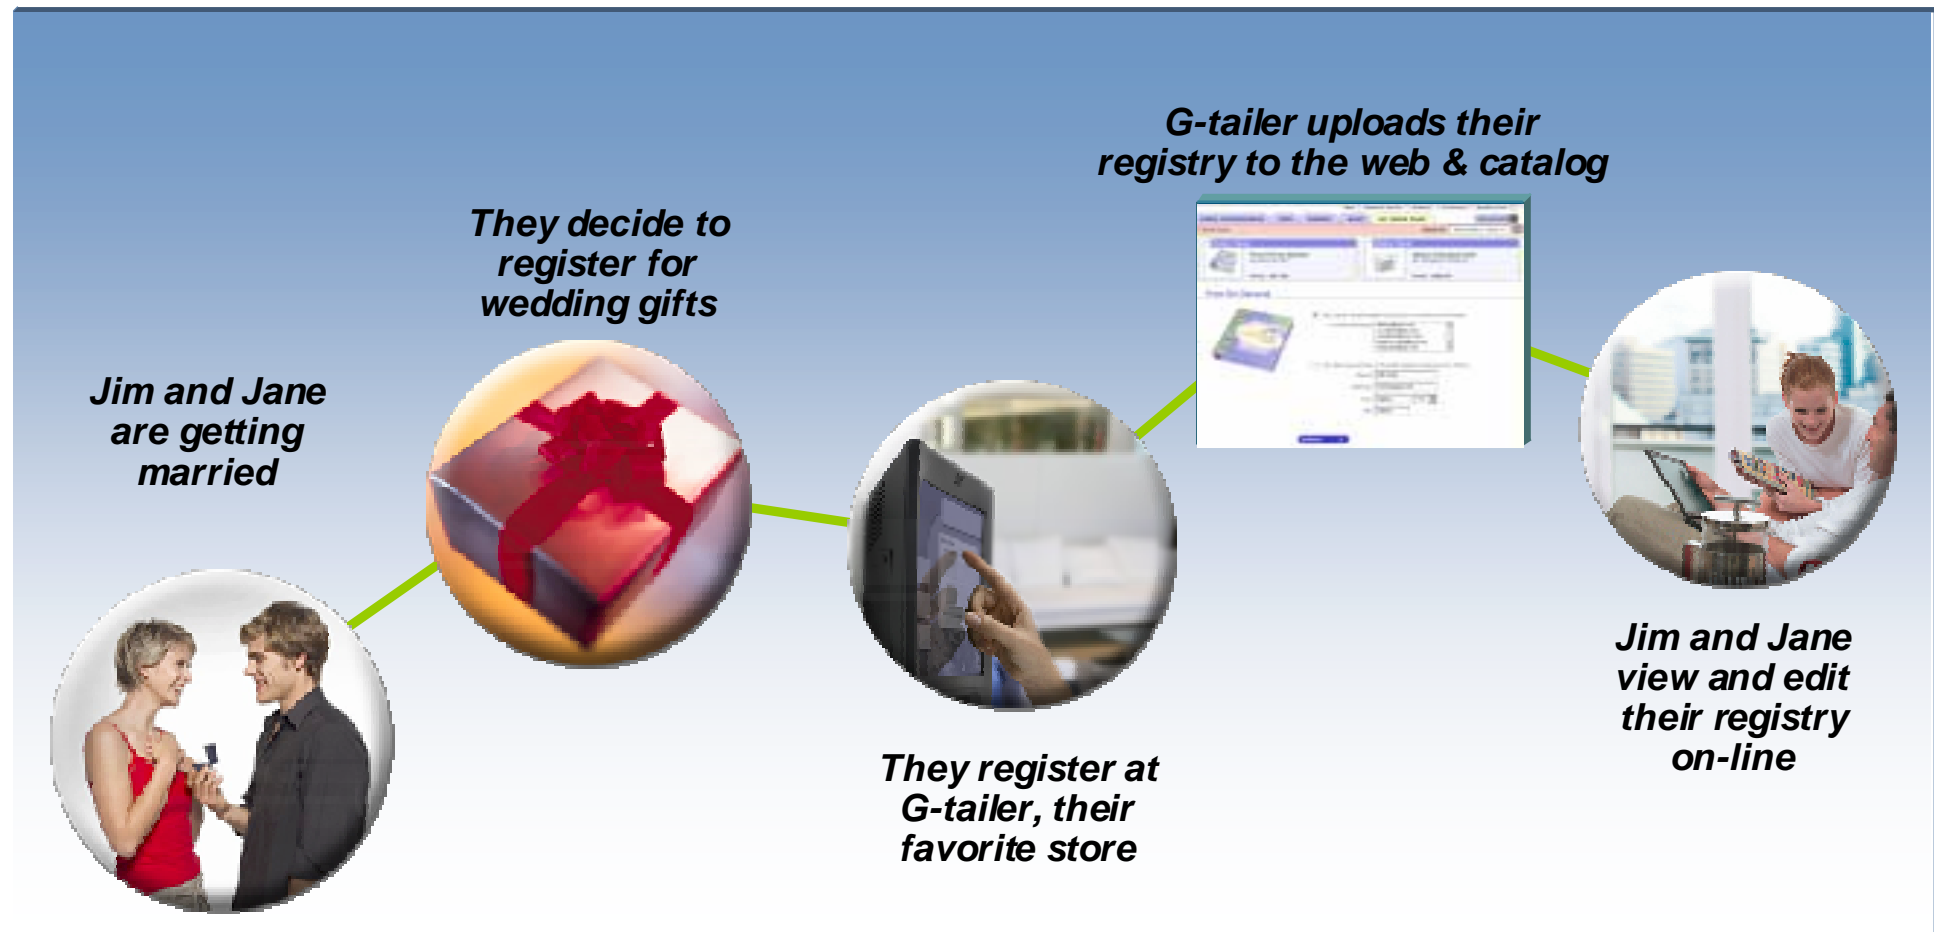 Jim and Jane
are getting
married
They decide to
register for
wedding gifts
They register at
G-tailer, their
favorite store
G-tailer uploads their
registry to the web & catalog
Jim and Jane
view and edit
their registry
on-line